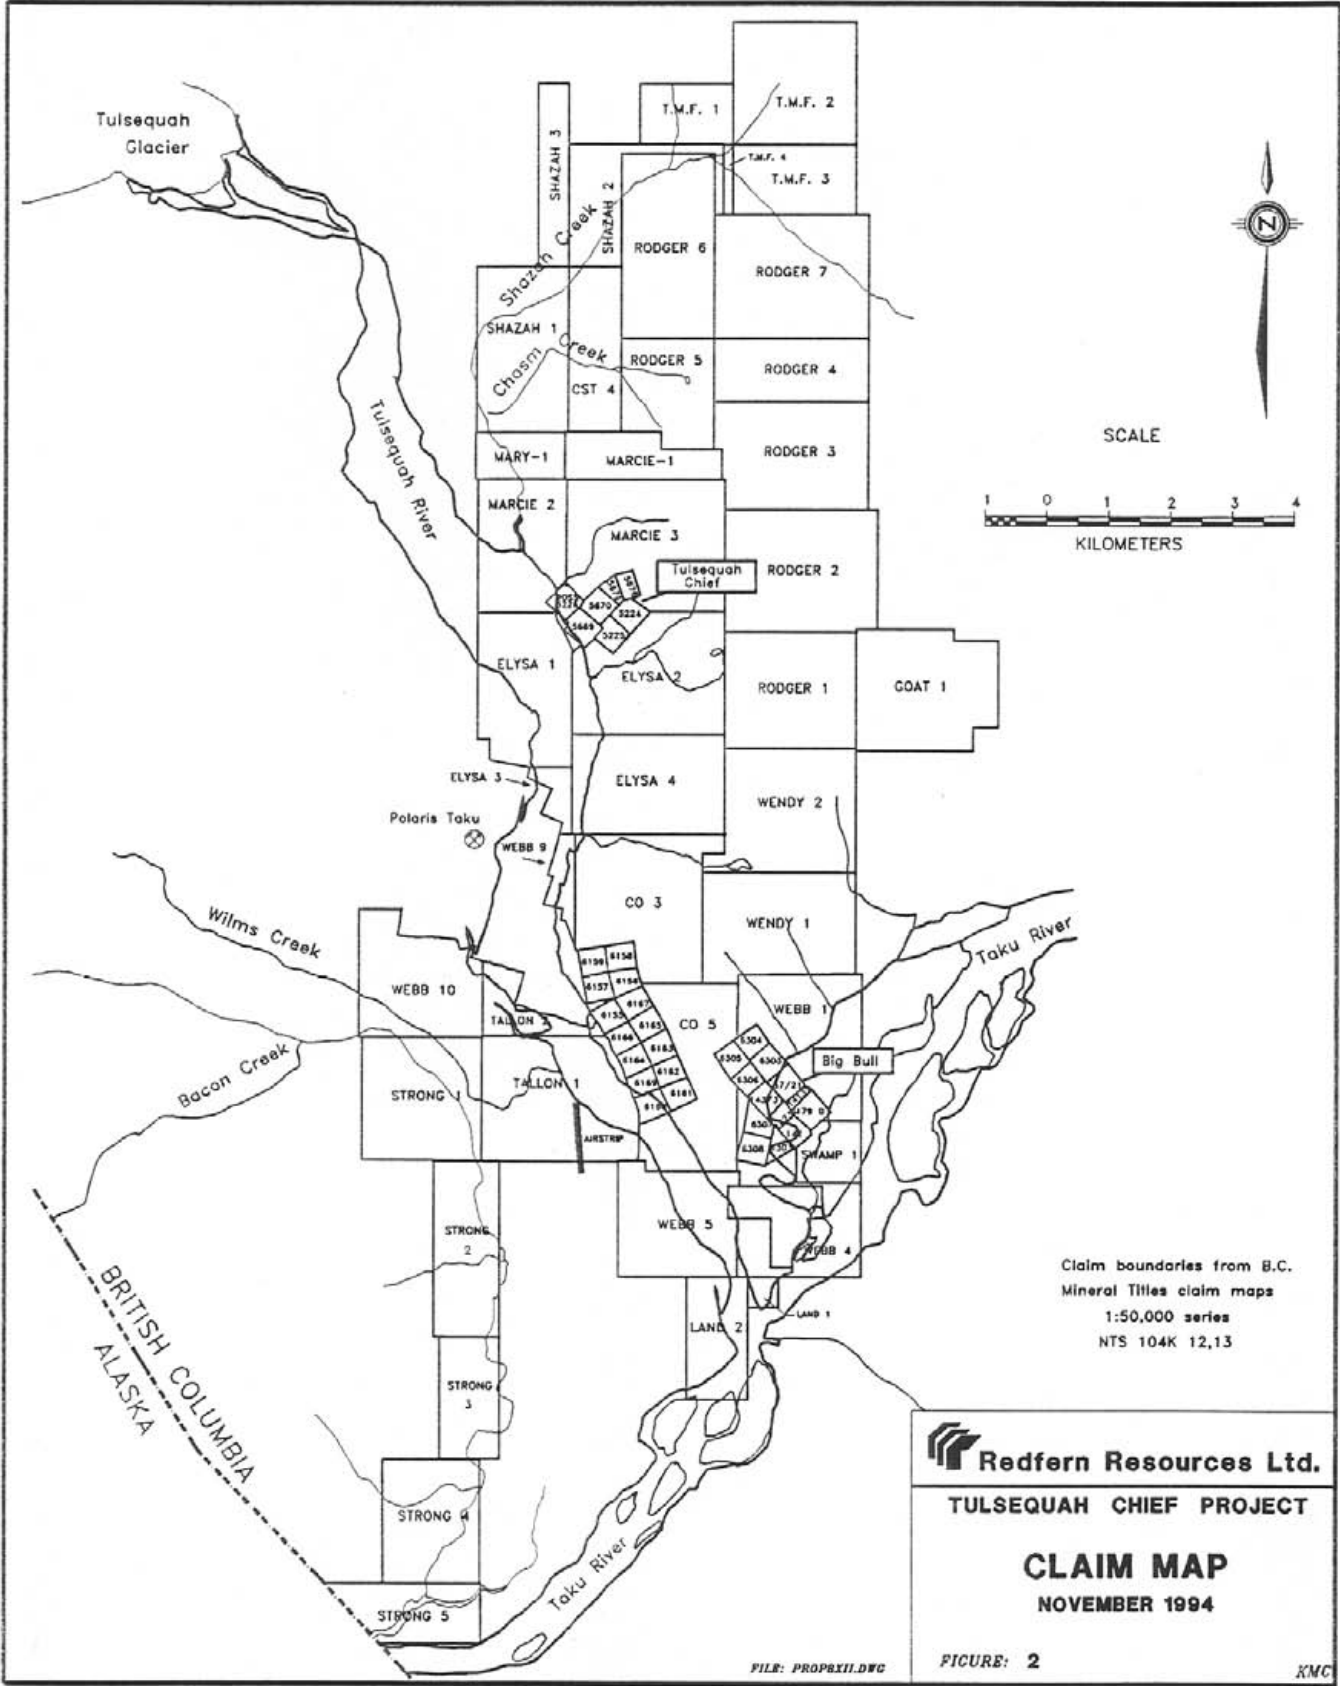 Tulsequah
Glacier
T.M.F. 1
T.M.F. 2
SHAZAH 3
T.M.F. 4
T.M.F. 3
SHAZAH 2
Shazah Creek
RODGER 6
RODGER 7
N
SHAZAH 1
Chasm Creek
RODGER 5
RODGER 4
CST 4
Tulsequah River
MARY-1
MARCIE-1
RODGER 3
SCALE
1 0 1 2 3 4
KILOMETERS
MARCIE 2
MARCIE 3
RODGER 2
Tulsequah
Chief
5670
5224
5669
5225
ELYSA 1
ELYSA 2
RODGER 1
GOAT 1
ELYSA 3
ELYSA 4
WENDY 2
Polaris Taku
WEBB 9
CO 3
WENDY 1
Wilms Creek
Taku River
6159
6158
6157
6156
6155
6167
6166
6165
6164
6163
6162
6169
6161
WEBB 10
TALLON 2
CO 5
WEBB 1
6304
6305
6303
6306
Big Bull
Bacon Creek
STRONG 1
TALLON 1
AIRSTRIP
6308
SWAMP 1
STRONG
2
WEBB 5
WEBB 4
LAND 1
LAND 2
Claim boundaries from B.C.
Mineral Titles claim maps
1:50,000 series
NTS 104K 12,13
BRITISH COLUMBIA
ALASKA
STRONG
3
STRONG 4
STRONG 5
Taku River
Redfern Resources Ltd.
TULSEQUAH CHIEF PROJECT
CLAIM MAP
NOVEMBER 1994
FILE: PROPBXII.DWG
FIGURE: 2
KMC